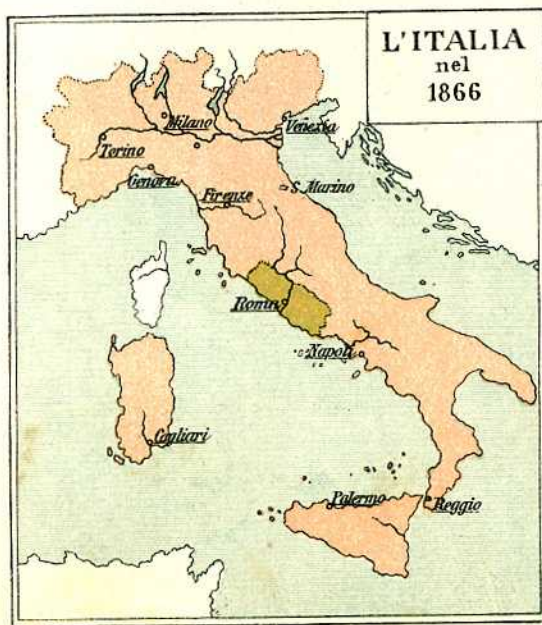 L'ITALIA
nel
1866
Milano
Venezia
Torino
Genova
Firenze
S. Marino
Roma
Napoli
Cagliari
Palermo
Reggio